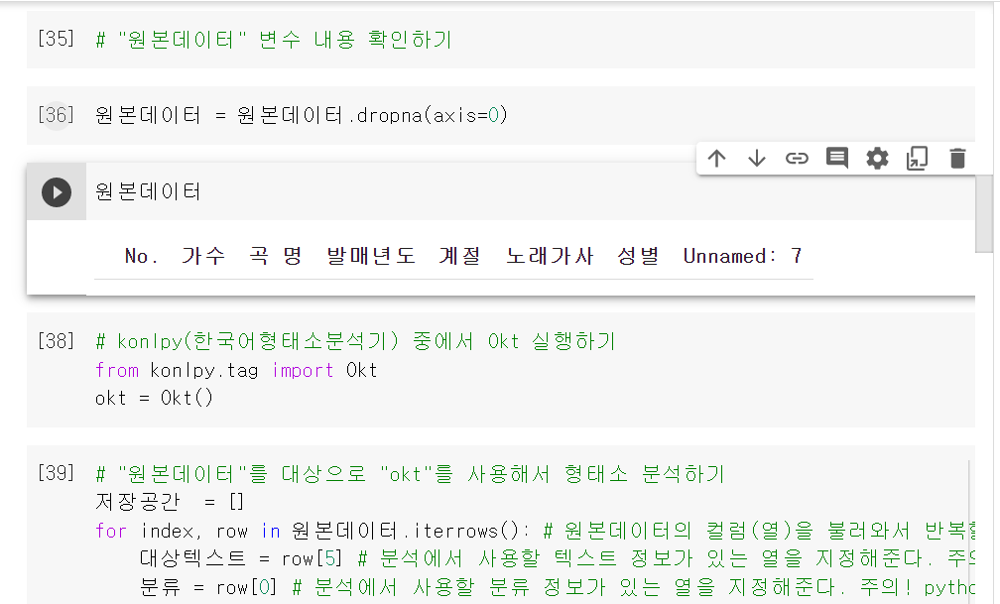 [35] # "원본데이터" 변수 내용 확인하기
[36] 원본데이터 = 원본데이터.dropna(axis=0)
원본데이터
No. 가수 곡 명 발매년도 계절 노래가사 성별 Unnamed: 7
[38] # konlpy(한국어형태소분석기) 중에서 Okt 실행하기
from konlpy.tag import Okt
okt = Okt()
[39] # "원본데이터"를 대상으로 "okt"를 사용해서 형태소 분석하기
저장공간 = []
for index, row in 원본데이터.iterrows(): # 원본데이터의 컬럼(열)을 불러와서
대상텍스트 = row[5] # 분석에서 사용할 텍스트 정보가 있는 열을 지정해준다.
분류 = row[0] # 분석에서 사용할 분류 정보가 있는 열을 지정해준다. 주의!